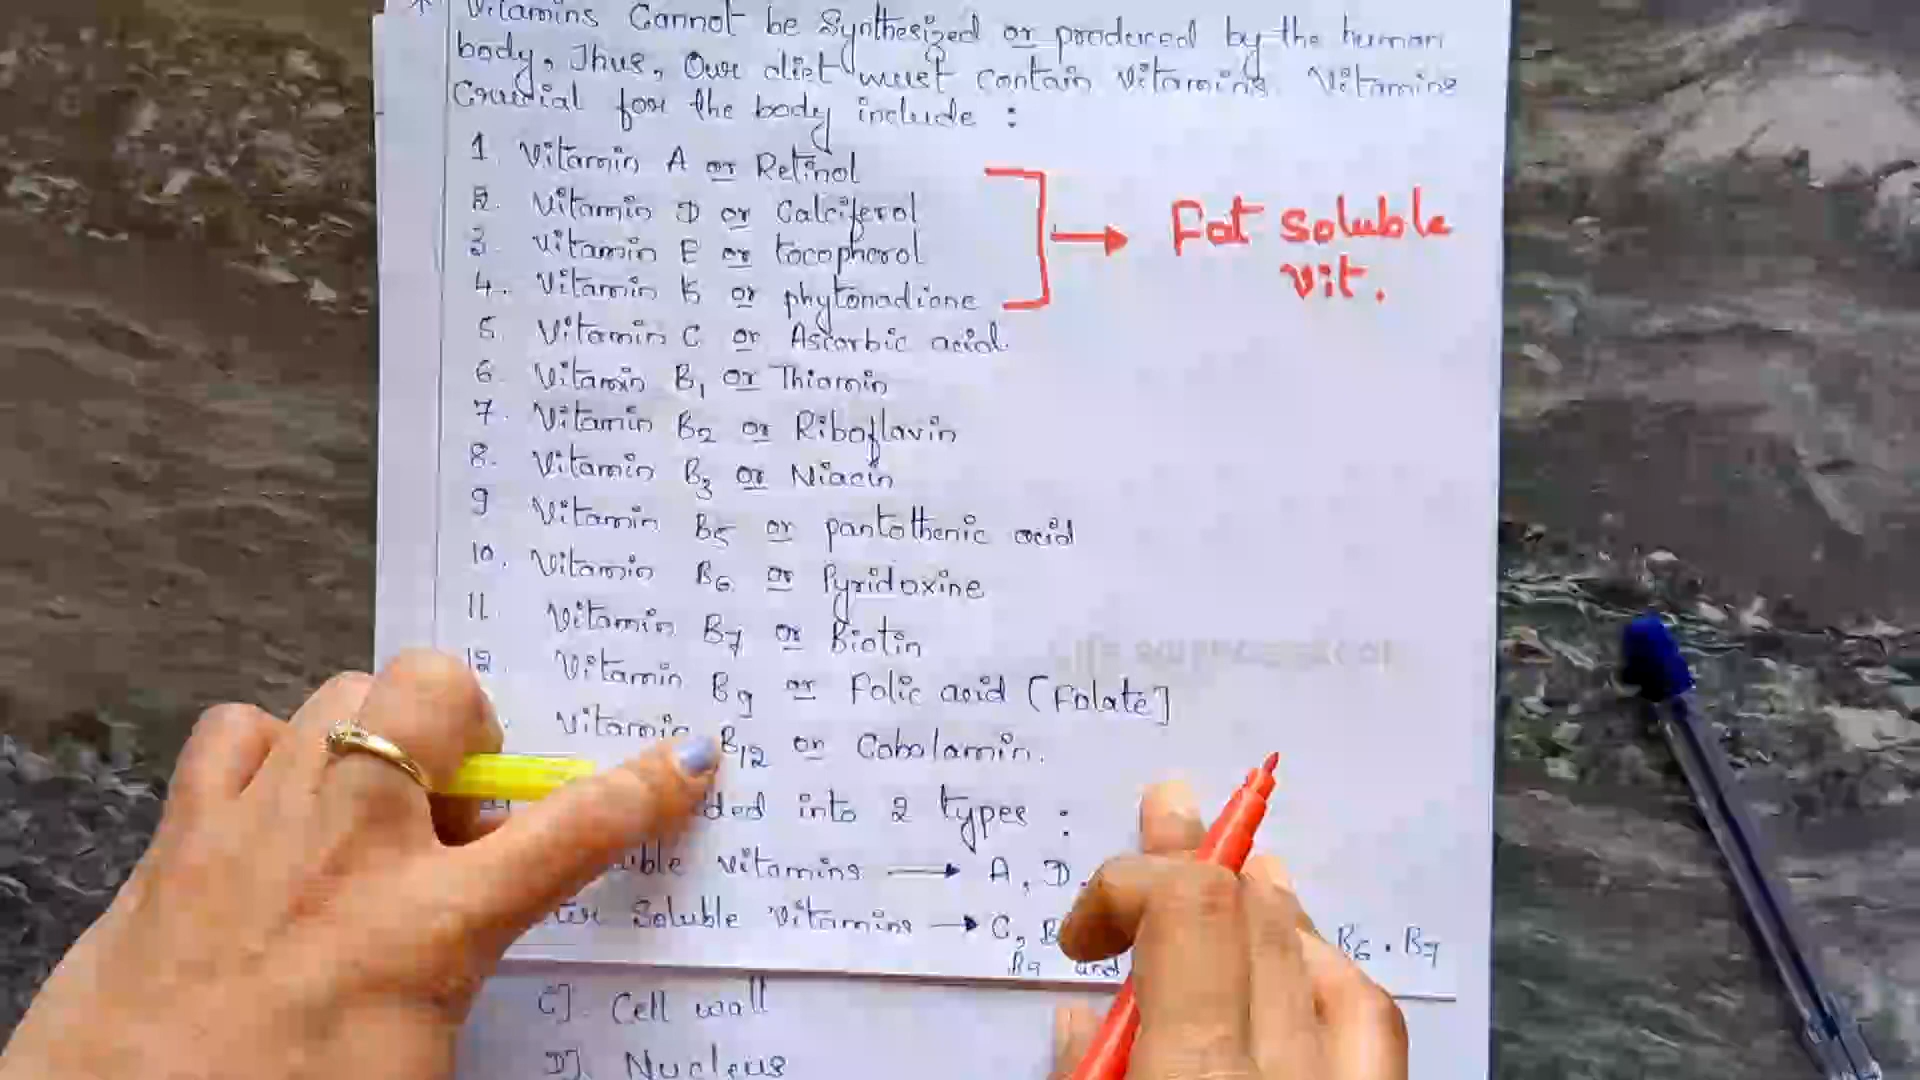 * Vitamins Cannot be Synthesized or produced by the human
body. Thus, Our diet must contain vitamins. Vitamins
Crucial for the body include :
1. Vitamin A or Retinol
2. Vitamin D or Calciferol
3. Vitamin E or tocopherol
4. Vitamin K or phytonadione
Fat Soluble
Vit.
5. Vitamin C or Ascorbic acid.
6. Vitamin B1 or Thiamin
7. Vitamin B2 or Riboflavin
8. Vitamin B3 or Niacin
9 Vitamin B5 or pantothenic acid
10. Vitamin B6 or Pyridoxine
11. Vitamin B7 or Biotin
12. Vitamin B9 or Folic acid [Folate]
Vitamin B12 or Cobalamin.
into 2 types :
vitamins → A, D.
Soluble Vitamins → C, B6. B7
B9 and
C]. Cell wall
D]. Nucleus